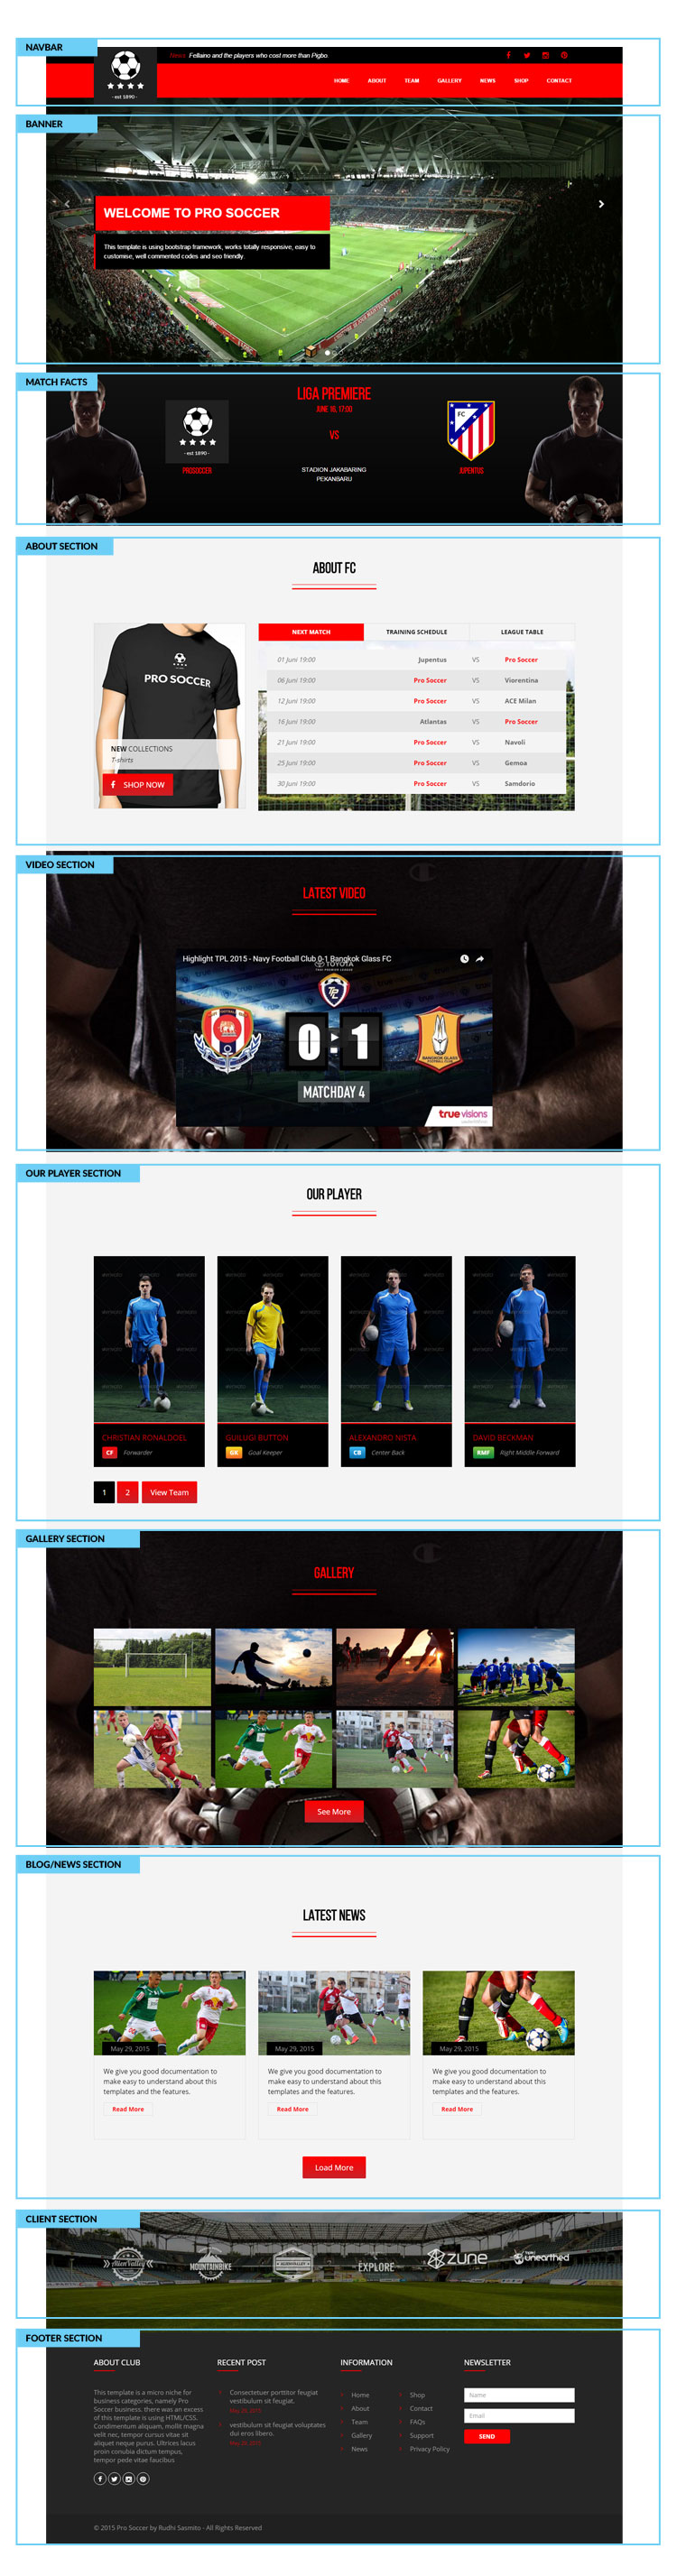 NAVBAR
News: Fellaino and the players who cost more than Pigbo
- est 1890 -
HOME ABOUT TEAM GALLERY NEWS SHOP CONTACT
BANNER
WELCOME TO PRO SOCCER
This template is using bootstrap framework, works totally responsive, easy to
customise, well commented codes and seo friendly.
MATCH FACTS
LIGA PREMIERE
JUNE 16, 17:00
VS
- est 1890 -
PROSOCCER
FC
JUPENTUS
STADION JAKABARING
PEKANBARU
ABOUT SECTION
ABOUT FC
PRO SOCCER
NEW COLLECTIONS
T-shirts
SHOP NOW
NEXT MATCH TRAINING SCHEDULE LEAGUE TABLE
01 Juni 19:00 Jupentus VS Pro Soccer
06 Juni 19:00 Pro Soccer VS Viorentina
12 Juni 19:00 Pro Soccer VS ACE Milan
16 Juni 19:00 Atlantas VS Pro Soccer
21 Juni 19:00 Pro Soccer VS Navoli
25 Juni 19:00 Pro Soccer VS Gemoa
30 Juni 19:00 Pro Soccer VS Samdorio
VIDEO SECTION
LATEST VIDEO
Highlight TPL 2015 - Navy Football Club 0-1 Bangkok Glass FC
TOYOTA
TPL
0:1
BANGKOK GLASS
MATCHDAY 4
truevisions
OUR PLAYER SECTION
OUR PLAYER
CHRISTIAN RONALDOEL
CF Forwarder
GUILUGI BUTTON
GK Goal Keeper
ALEXANDRO NISTA
CB Center Back
DAVID BECKMAN
RMF Right Middle Forward
1 2 View Team
GALLERY SECTION
GALLERY
See More
BLOG/NEWS SECTION
LATEST NEWS
May 29, 2015
We give you good documentation to
make easy to understand about this
templates and the features.
Read More
May 29, 2015
We give you good documentation to
make easy to understand about this
templates and the features.
Read More
May 29, 2015
We give you good documentation to
make easy to understand about this
templates and the features.
Read More
Load More
CLIENT SECTION
Alien Valley
MOUNTAINBIKE
EXPLORE
zune
unearthed
FOOTER SECTION
ABOUT CLUB
This template is a micro niche for
business categories, namely Pro
Soccer business. there was an excess
of this template is using HTML/CSS.
Condimentum aliquam, mollit magna
velit nec, tempor cursus vitae sit
aliquet neque purus. Ultrices lacus
proin conubia dictum tempus,
tempor pede vitae faucibus
RECENT POST
Consectetuer porttitor feugiat
vestibulum sit feugiat.
May 29, 2015
vestibulum sit feugiat voluptates
dui eros libero.
May 29, 2015
INFORMATION
Home
About
Team
Gallery
News
Shop
Contact
FAQs
Support
Privacy Policy
NEWSLETTER
Name
Email
SEND
© 2015 Pro Soccer by Rudhi Sasmito - All Rights Reserved